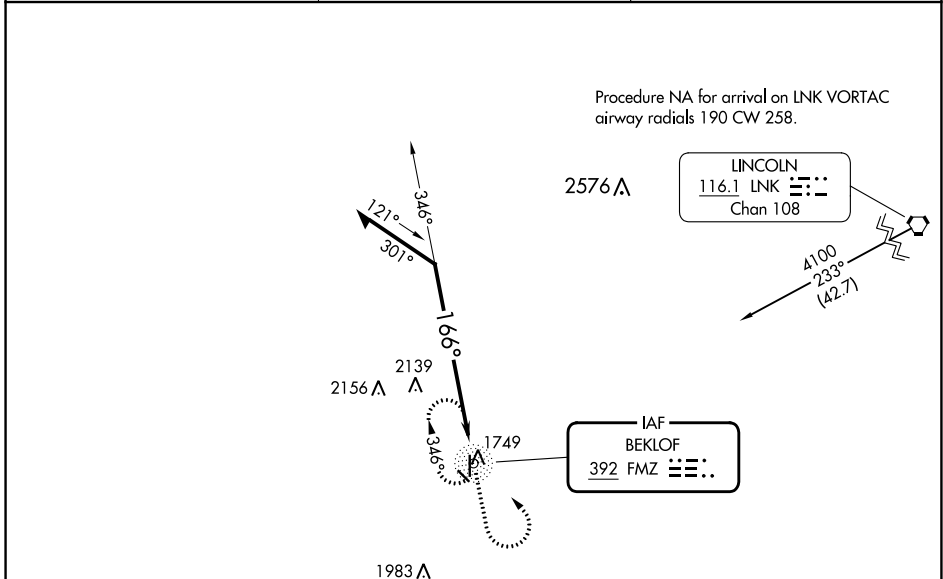 Procedure NA for arrival on LNK VORTAC
airway radials 190 CW 258.
LINCOLN
116.1 LNK
Chan 108
2576
4100
233°
(42.7)
346°
121°
301°
166°
2139
2156
346°
1749
IAF
BEKLOF
392 FMZ
1983